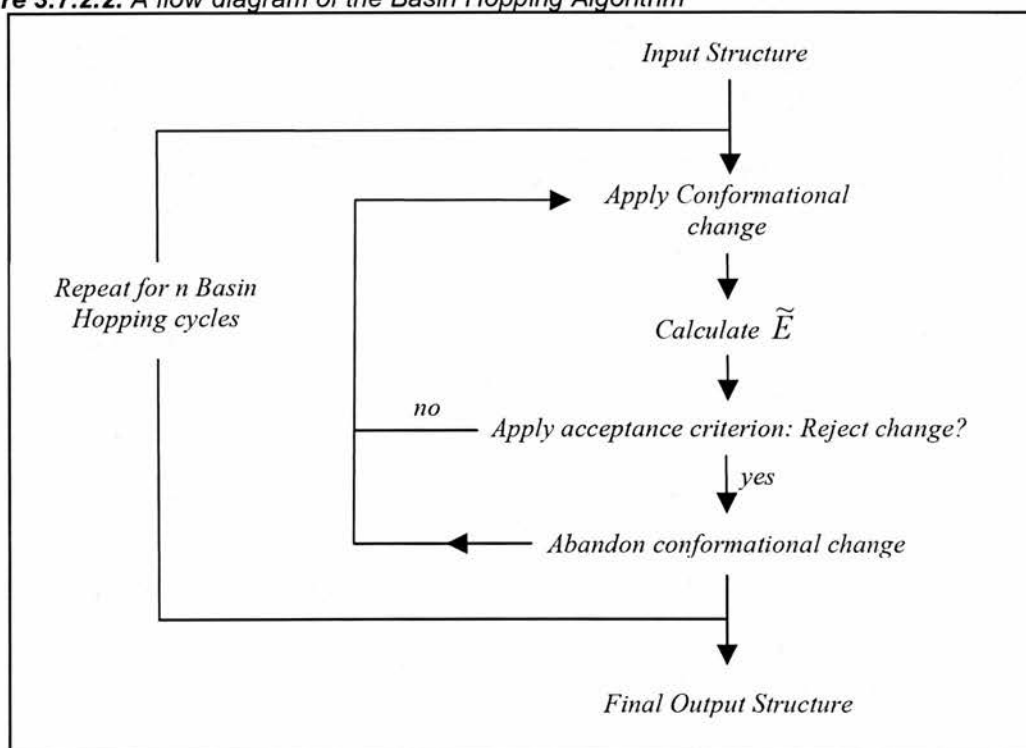 re 3.7.2.2. A flow diagram of the Basin Hopping Algorithm
Input Structure
Apply Conformational
change
Repeat for n Basin
Hopping cycles
Calculate Ẽ
no
Apply acceptance criterion: Reject change?
yes
Abandon conformational change
Final Output Structure